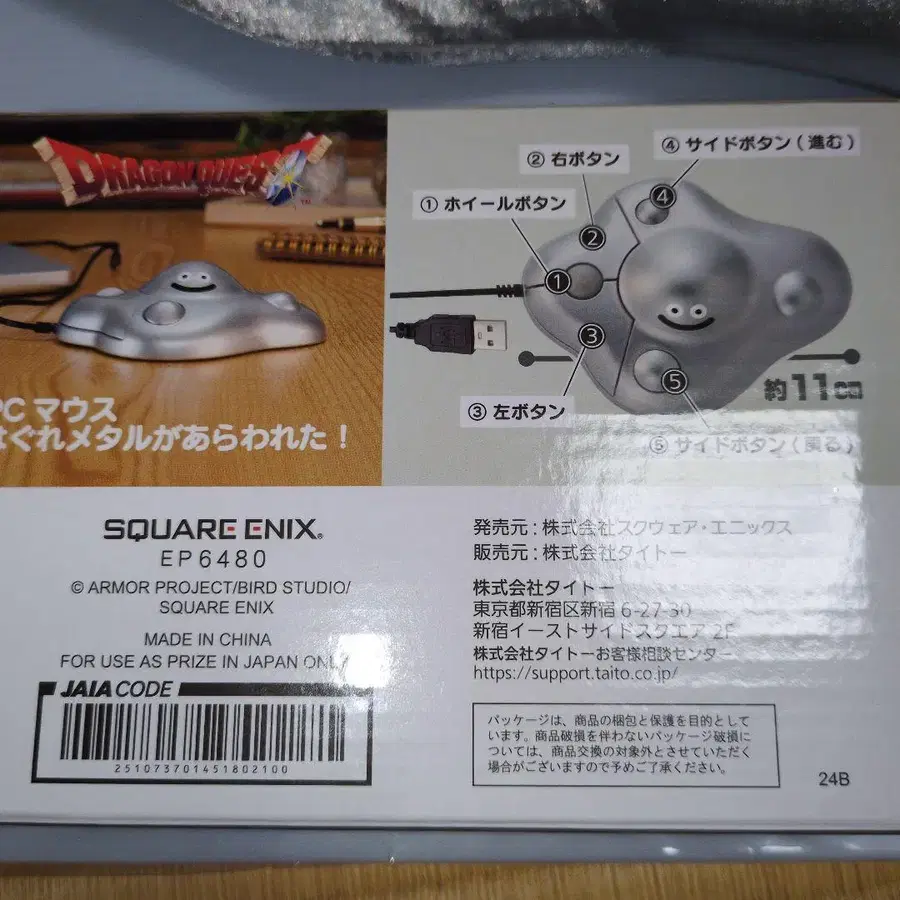 DRAGON QUEST
TM
PCマウス
はぐれメタルがあらわれた！
④ サイドボタン（進む）
② 右ボタン
① ホイールボタン
④
②
①
③
⑤
約11cm
③ 左ボタン
⑤ サイドボタン（戻る）
SQUARE ENIX®
EP6480
© ARMOR PROJECT/BIRD STUDIO/
SQUARE ENIX
MADE IN CHINA
FOR USE AS PRIZE IN JAPAN ONLY
JAIA CODE
251073701451802100
発売元：株式会社スクウェア・エニックス
販売元：株式会社タイトー
株式会社タイトー
東京都新宿区新宿 6-27-30
新宿イーストサイドスクエア 2F
株式会社タイトーお客様相談センター
https://support.taito.co.jp/
パッケージは、商品の梱包と保護を目的として
います。商品破損を伴わないパッケージ破損に
ついては、商品交換の対象外とさせていただく
場合がございますので予めご了承ください。
24B